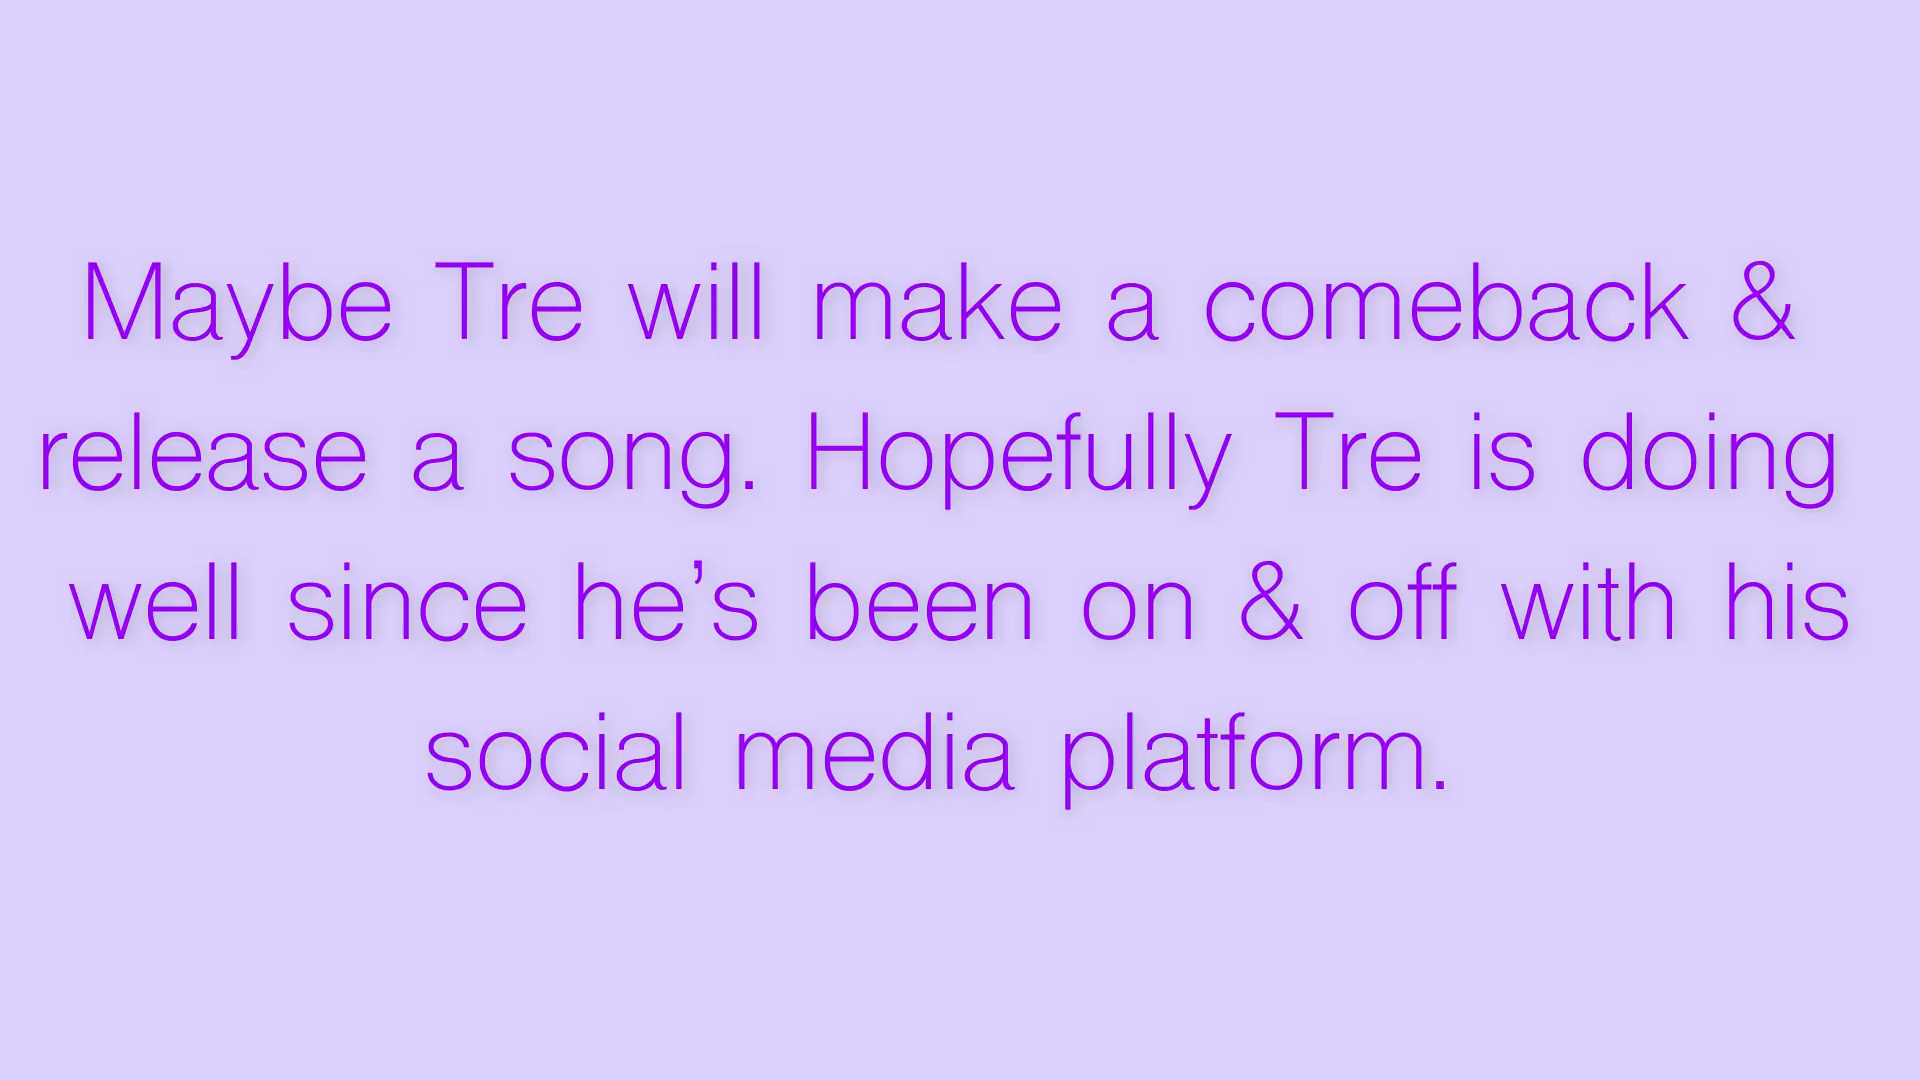 Maybe Tre will make a comeback &
release a song. Hopefully Tre is doing
well since he’s been on & off with his
social media platform.